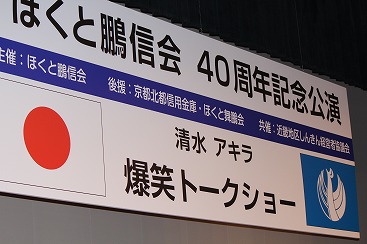 ほくと鵬信会 40周年記念公演
主催：ほくと鵬信会 後援：京都北都信用金庫・ほくと舞鵬会 共催：近畿地区しんきん経営者協議会
清水 アキラ
爆笑トークショー